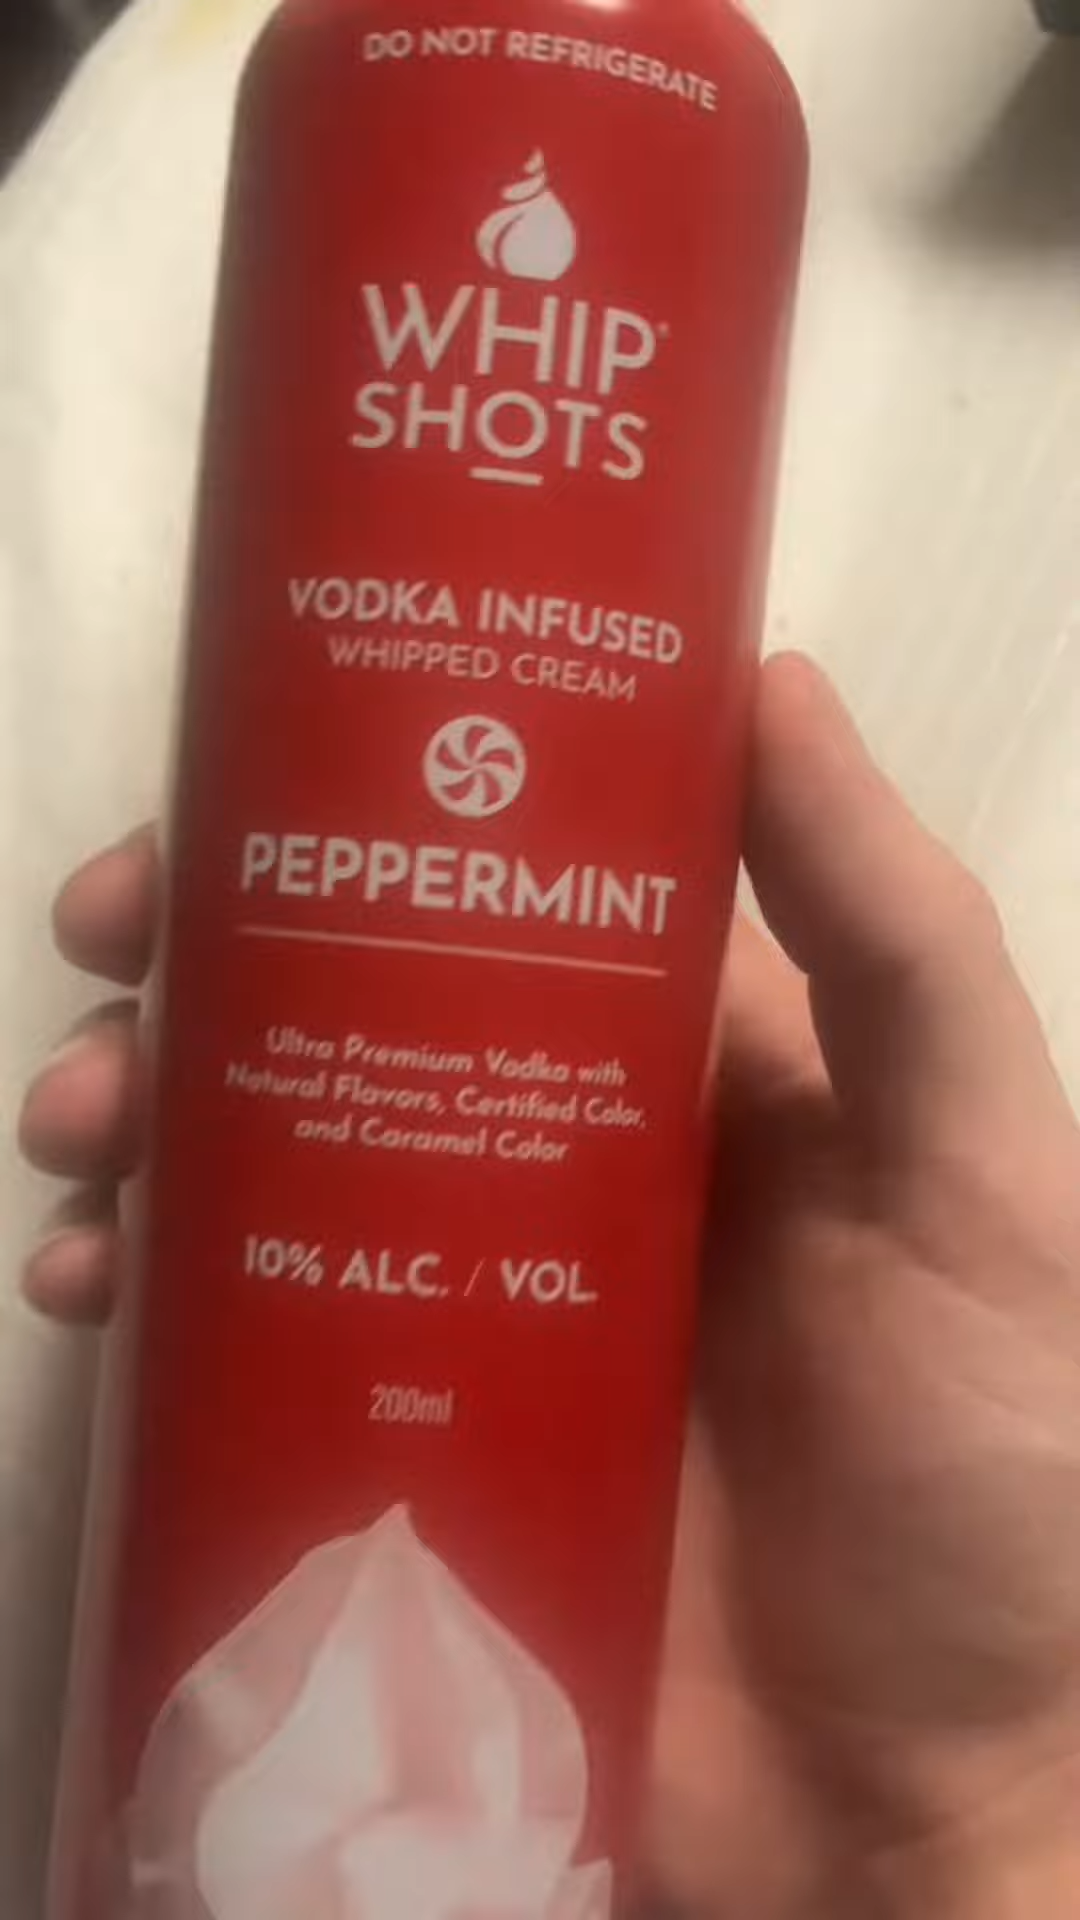 DO NOT REFRIGERATE
WHIP
SHOTS
VODKA INFUSED
WHIPPED CREAM
PEPPERMINT
Ultra Premium Vodka with
Natural Flavors, Certified Color,
and Caramel Color
10% ALC. / VOL.
200ml